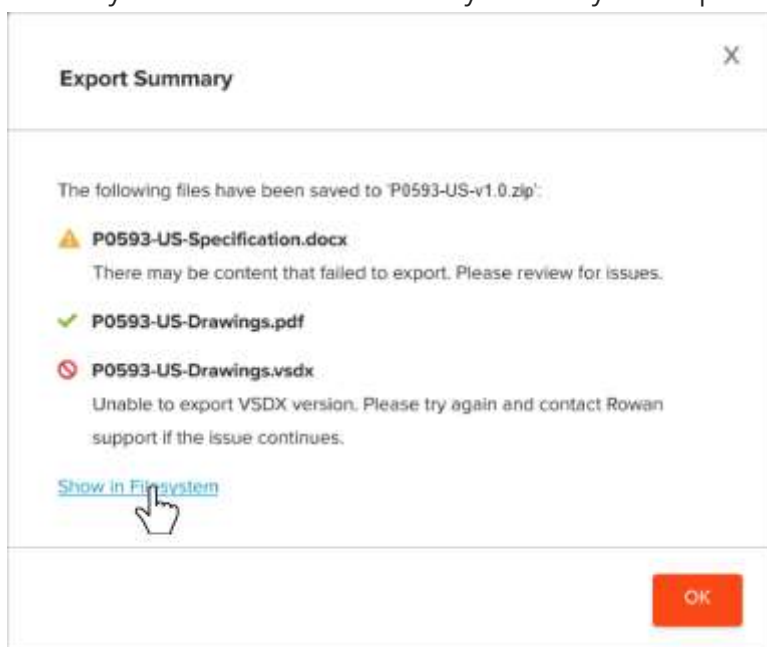 Export Summary
X
The following files have been saved to 'P0593-US-v1.0.zip':
P0593-US-Specification.docx
There may be content that failed to export. Please review for issues.
P0593-US-Drawings.pdf
P0593-US-Drawings.vsdx
Unable to export VSDX version. Please try again and contact Rowan
support if the issue continues.
Show in Filesystem
OK